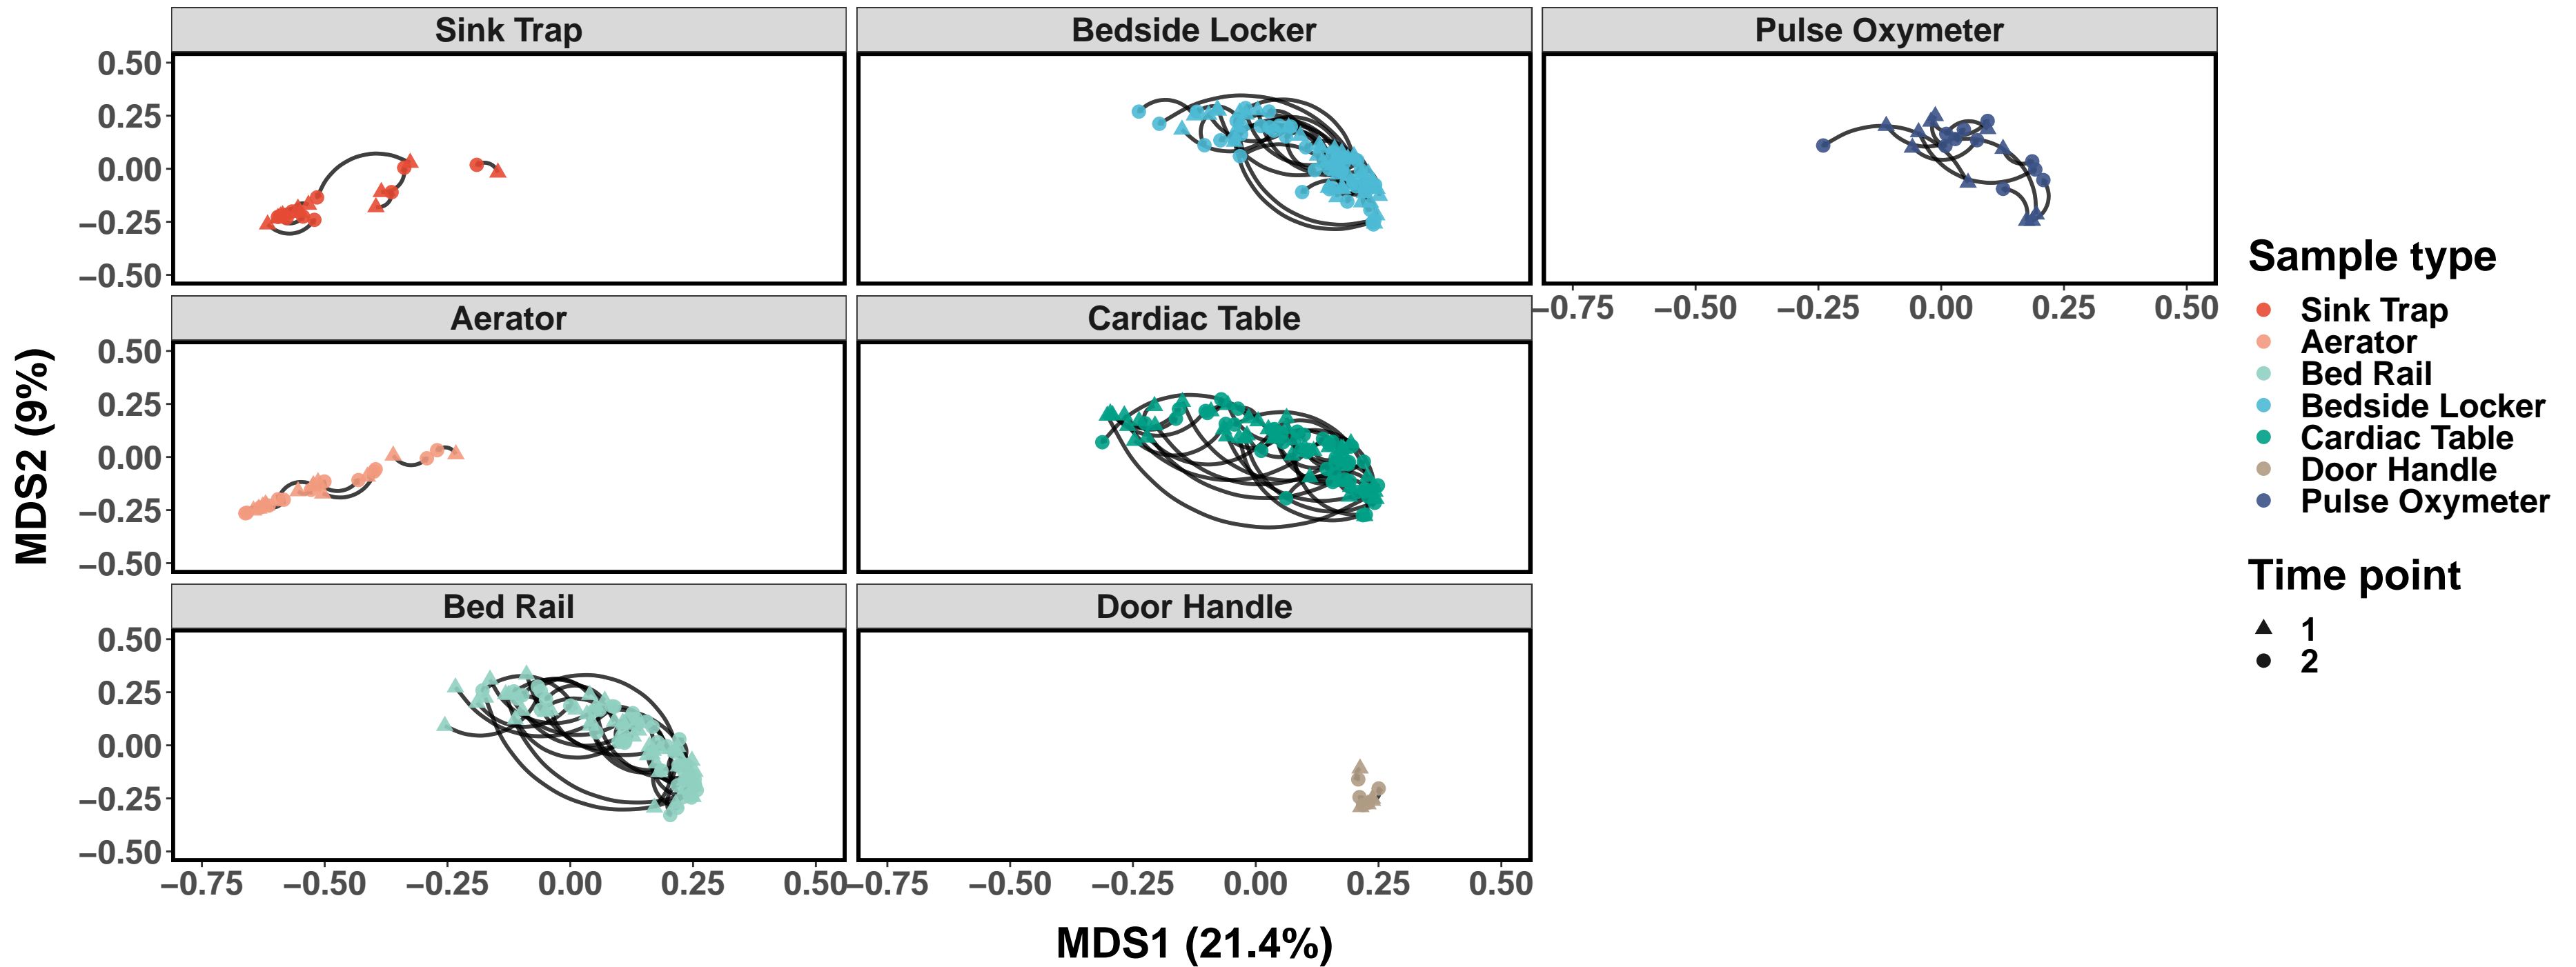 Sink Trap
Bedside Locker
Pulse Oxymeter
0.50
0.25
0.00
−0.25
−0.50
−0.75 −0.50 −0.25 0.00 0.25 0.50
Aerator
Cardiac Table
0.50
0.25
0.00
−0.25
−0.50
Bed Rail
Door Handle
0.50
0.25
0.00
−0.25
−0.50
−0.75 −0.50 −0.25 0.00 0.25 0.50
−0.75 −0.50 −0.25 0.00 0.25 0.50
MDS2 (9%)
MDS1 (21.4%)
Sample type
Sink Trap
Aerator
Bed Rail
Bedside Locker
Cardiac Table
Door Handle
Pulse Oxymeter
Time point
1
2